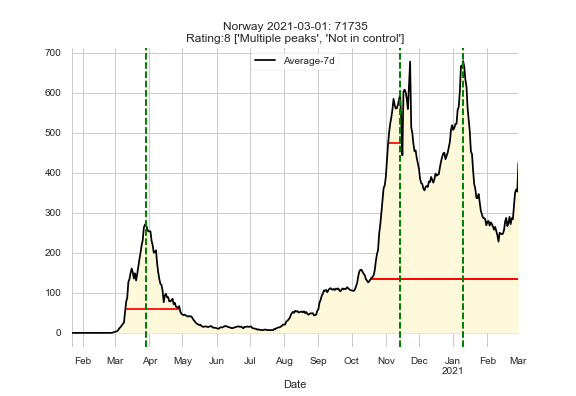 Norway 2021-03-01: 71735
Rating:8 ['Multiple peaks', 'Not in control']
Average-7d
700
600
500
400
300
200
100
0
Feb Mar Apr May Jun Jul Aug Sep Oct Nov Dec Jan Feb Mar
2021
Date